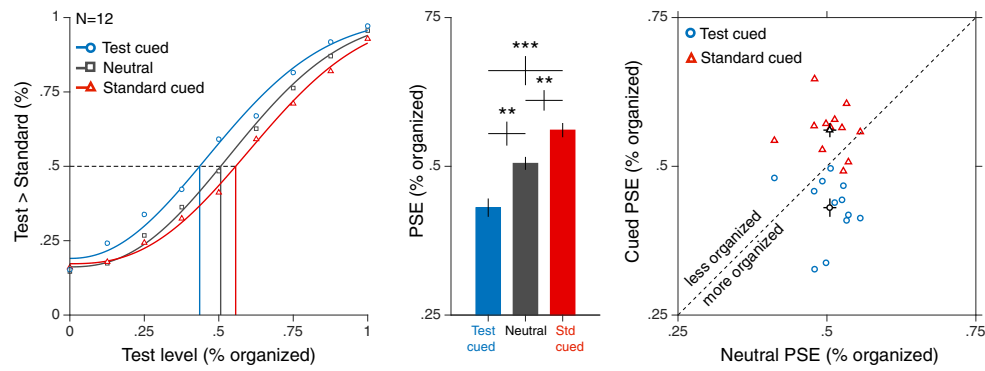 N=12
Test cued
Neutral
Standard cued
Test > Standard (%)
1
.75
.5
.25
0
0
.25
.5
.75
1
Test level (% organized)
PSE (% organized)
.75
.5
.25
***
**
**
Test
cued
Neutral
Std
cued
Test cued
Standard cued
Cued PSE (% organized)
.75
.5
.25
less organized
more organized
.25
.5
.75
Neutral PSE (% organized)